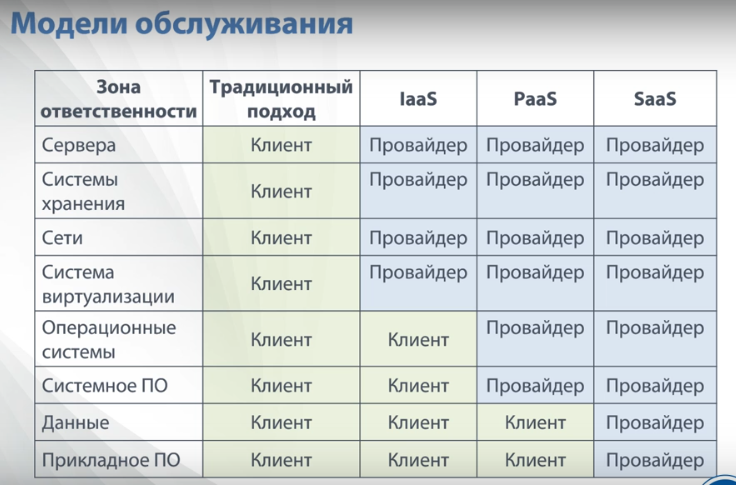 Модели обслуживания
Зона ответственности Традиционный подход IaaS PaaS SaaS
Сервера Клиент Провайдер Провайдер Провайдер
Системы хранения Клиент Провайдер Провайдер Провайдер
Сети Клиент Провайдер Провайдер Провайдер
Система виртуализации Клиент Провайдер Провайдер Провайдер
Операционные системы Клиент Клиент Провайдер Провайдер
Системное ПО Клиент Клиент Провайдер Провайдер
Данные Клиент Клиент Клиент Провайдер
Прикладное ПО Клиент Клиент Клиент Провайдер